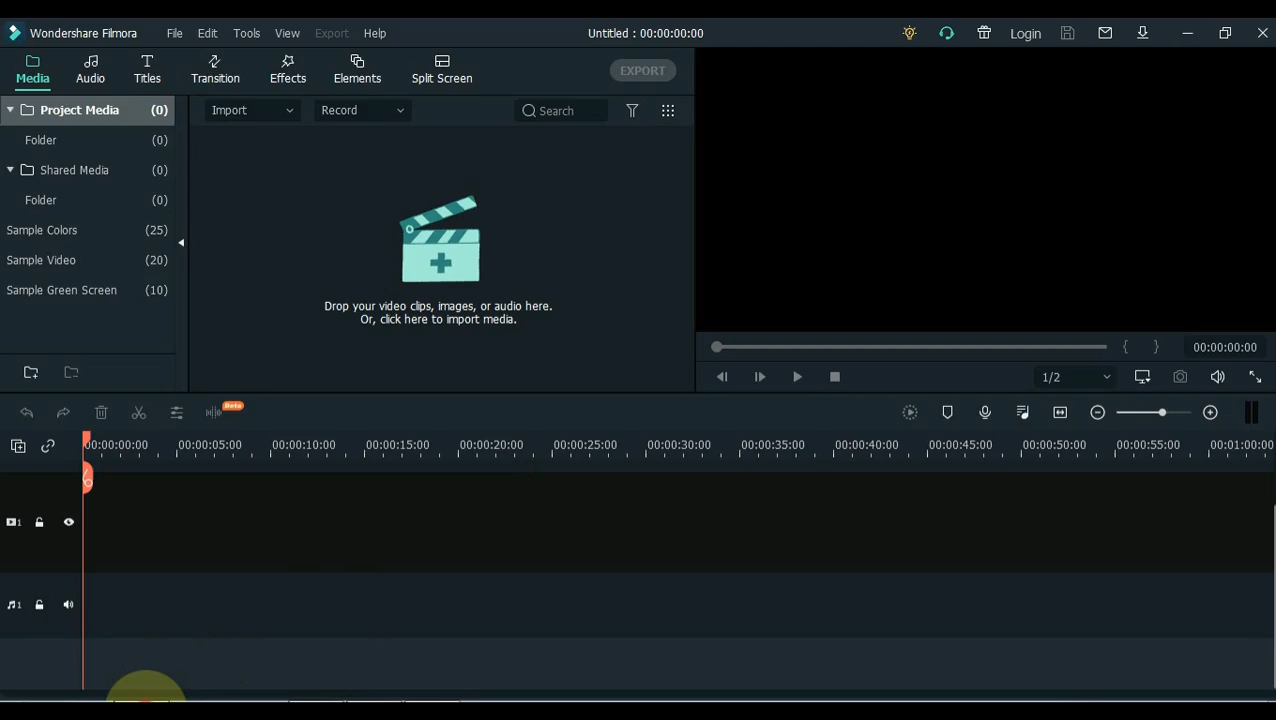 Wondershare Filmora File Edit Tools View Export Help Untitled : 00:00:00:00 Login
Media Audio Titles Transition Effects Elements Split Screen EXPORT
Project Media (0) Import Record Search
Folder (0)
Shared Media (0)
Folder (0)
Sample Colors (25)
Sample Video (20)
Sample Green Screen (10)
Drop your video clips, images, or audio here.
Or, click here to import media.
{ } 00:00:00:00
1/2
Beta
00:00:00:00 00:00:05:00 00:00:10:00 00:00:15:00 00:00:20:00 00:00:25:00 00:00:30:00 00:00:35:00 00:00:40:00 00:00:45:00 00:00:50:00 00:00:55:00 00:01:00:00
1
1